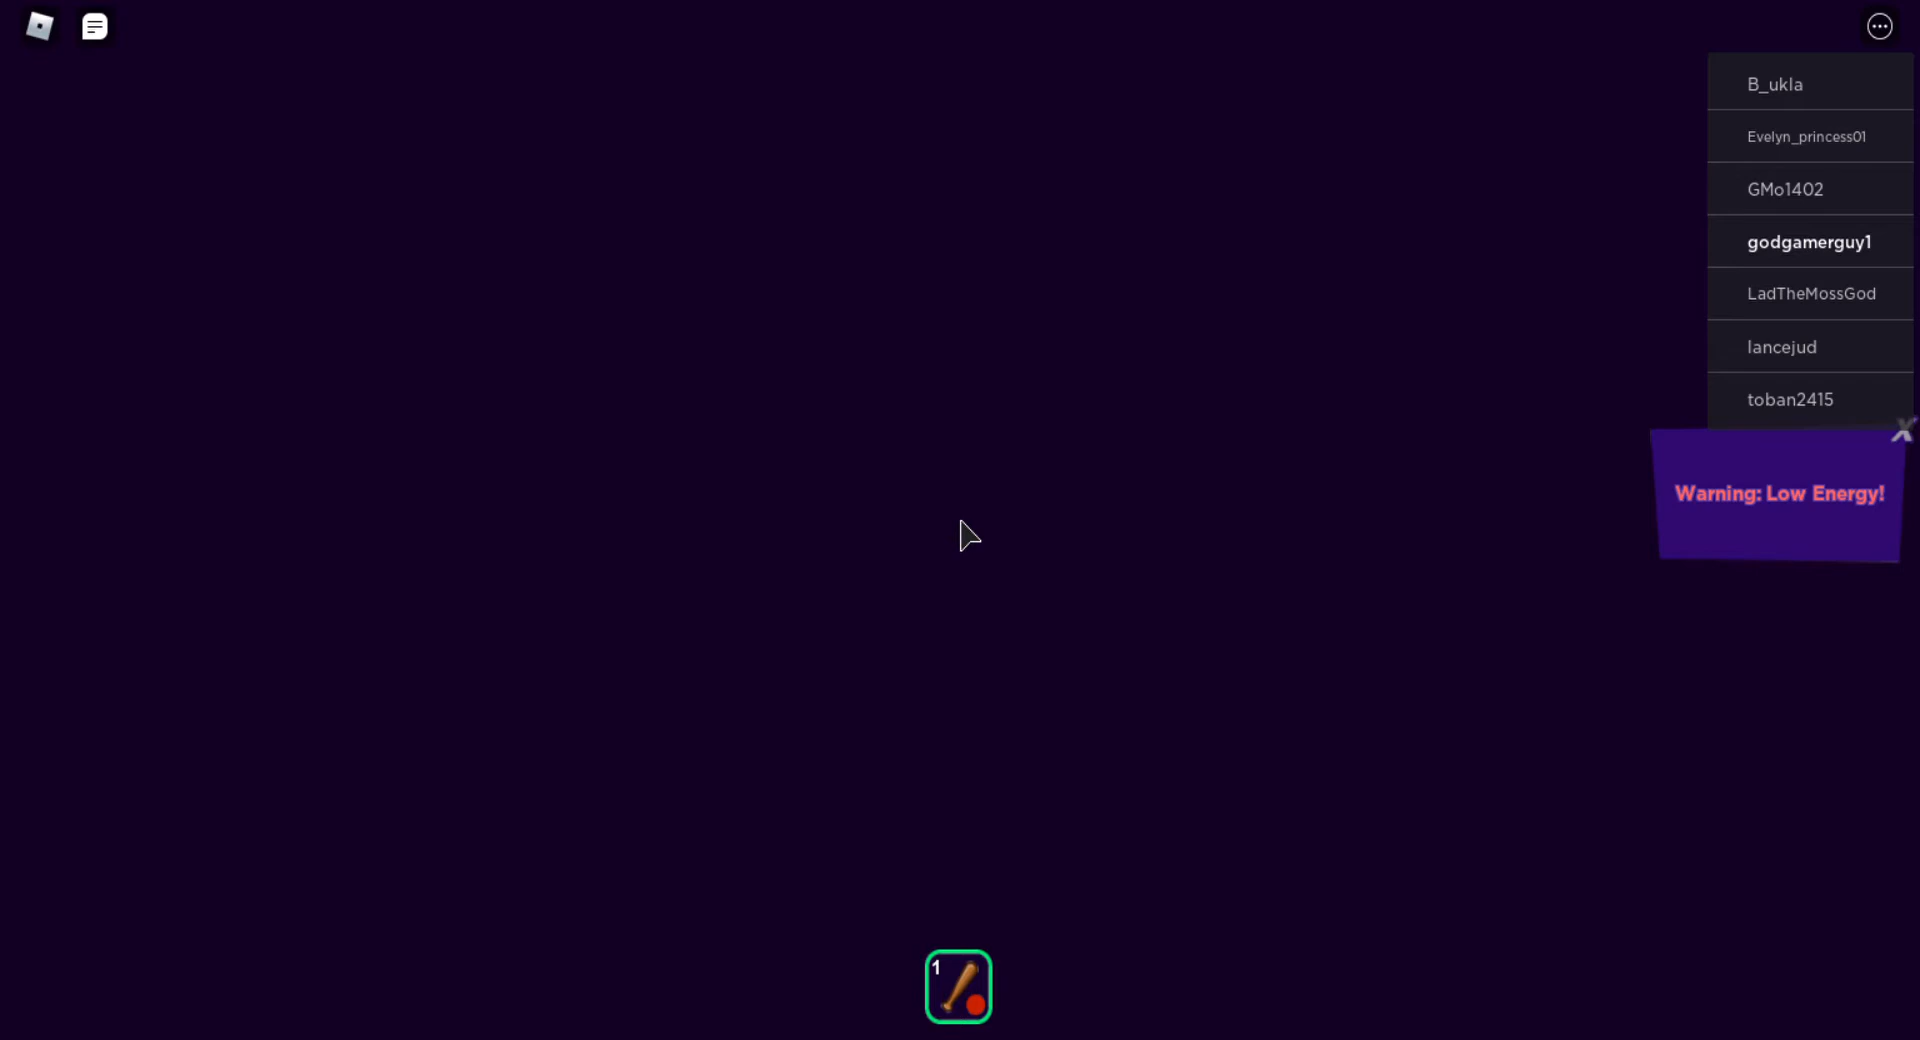 B_ukla
Evelyn_princess01
GMo1402
godgamerguy1
LadTheMossGod
lancejud
toban2415
X
Warning: Low Energy!
1